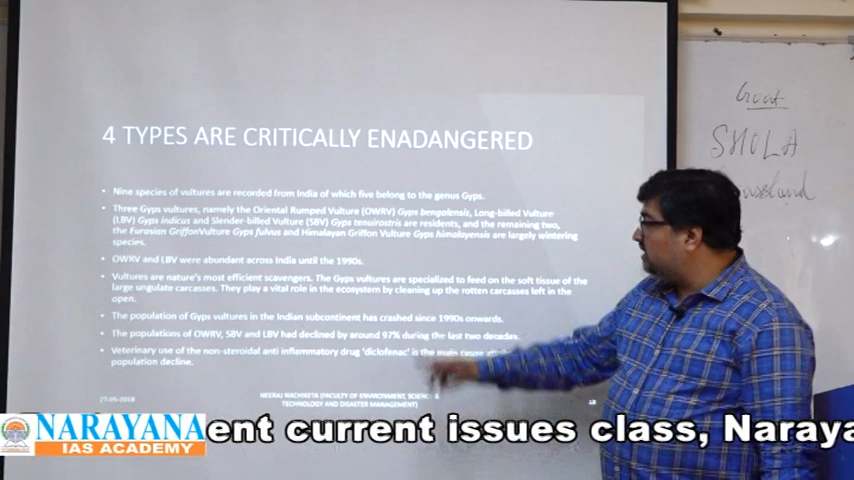 4 TYPES ARE CRITICALLY ENADANGERED
• Nine species of vultures are recorded from India of which five belong to the genus Gyps.
• Three Gyps vultures, namely the Oriental Rumped Vulture (OWRV) Gyps bengalensis, Long-billed Vulture
(LBV) Gyps indicus and Slender-billed Vulture (SBV) Gyps tenuirostris are residents, and the remaining two,
the Eurasian GriffonVulture Gyps fulvus and Himalayan Griffon Vulture Gyps himalayensis are largely wintering
species.
• OWRV and LBV were abundant across India until the 1990s.
• Vultures are nature's most efficient scavengers. The Gyps vultures are specialized to feed on the soft tissue of the
large ungulate carcasses. They play a vital role in the ecosystem by cleaning up the rotten carcasses left in the
open.
• The population of Gyps vultures in the Indian subcontinent has crashed since 1990s onwards.
• The populations of OWRV, SBV and LBV had declined by around 97% during the last two decades.
• Veterinary use of the non-steroidal anti inflammatory drug 'diclofenac' is the main cause
population decline.
27-05-2018
NEERAJ NACHIKETA (FACULTY OF ENVIRONMENT, SCIENCE &
TECHNOLOGY AND DISASTER MANAGEMENT)
SHOLA
NARAYANA
IAS ACADEMY
ent current issues class, Naraya